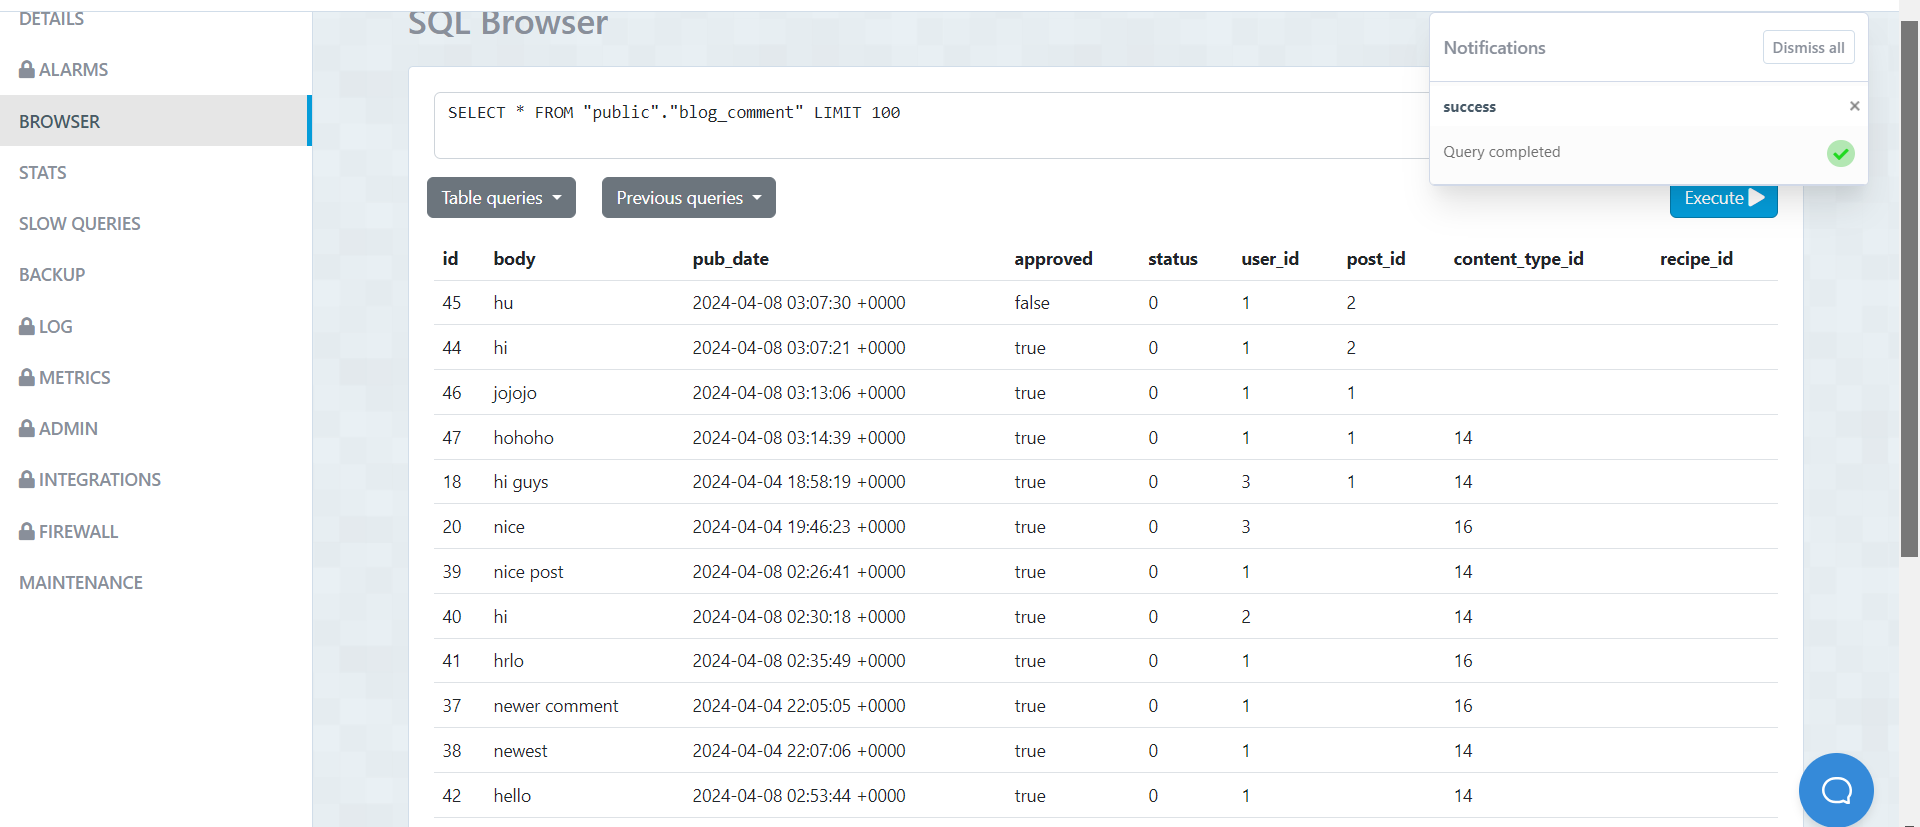 DETAILS
ALARMS
BROWSER
STATS
SLOW QUERIES
BACKUP
LOG
METRICS
ADMIN
INTEGRATIONS
FIREWALL
MAINTENANCE
SQL Browser
SELECT * FROM "public"."blog_comment" LIMIT 100
Notifications Dismiss all
success ×
Query completed
Table queries Previous queries Execute
id body pub_date approved status user_id post_id content_type_id recipe_id
45 hu 2024-04-08 03:07:30 +0000 false 0 1 2
44 hi 2024-04-08 03:07:21 +0000 true 0 1 2
46 jojojo 2024-04-08 03:13:06 +0000 true 0 1 1
47 hohoho 2024-04-08 03:14:39 +0000 true 0 1 1 14
18 hi guys 2024-04-04 18:58:19 +0000 true 0 3 1 14
20 nice 2024-04-04 19:46:23 +0000 true 0 3 16
39 nice post 2024-04-08 02:26:41 +0000 true 0 1 14
40 hi 2024-04-08 02:30:18 +0000 true 0 2 14
41 hrlo 2024-04-08 02:35:49 +0000 true 0 1 16
37 newer comment 2024-04-04 22:05:05 +0000 true 0 1 16
38 newest 2024-04-04 22:07:06 +0000 true 0 1 14
42 hello 2024-04-08 02:53:44 +0000 true 0 1 14